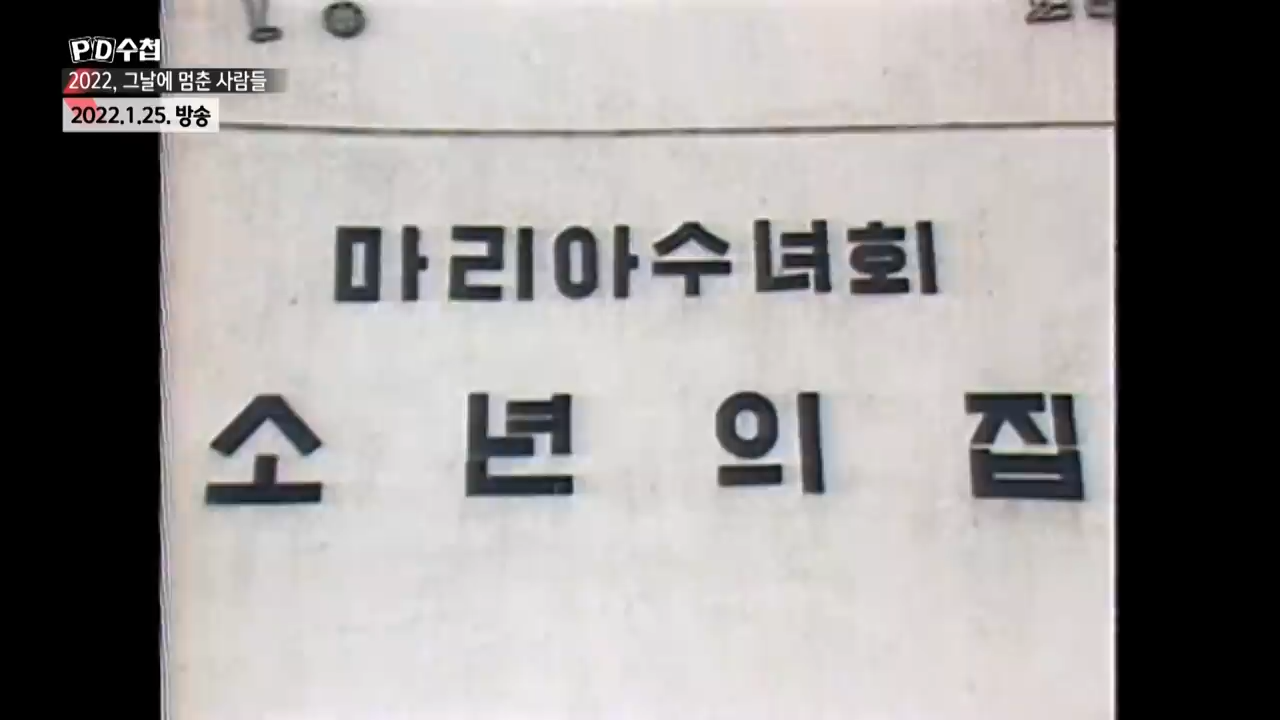 PD수첩
2022, 그날에 멈춘 사람들
2022.1.25. 방송
마리아수녀회
소년의집